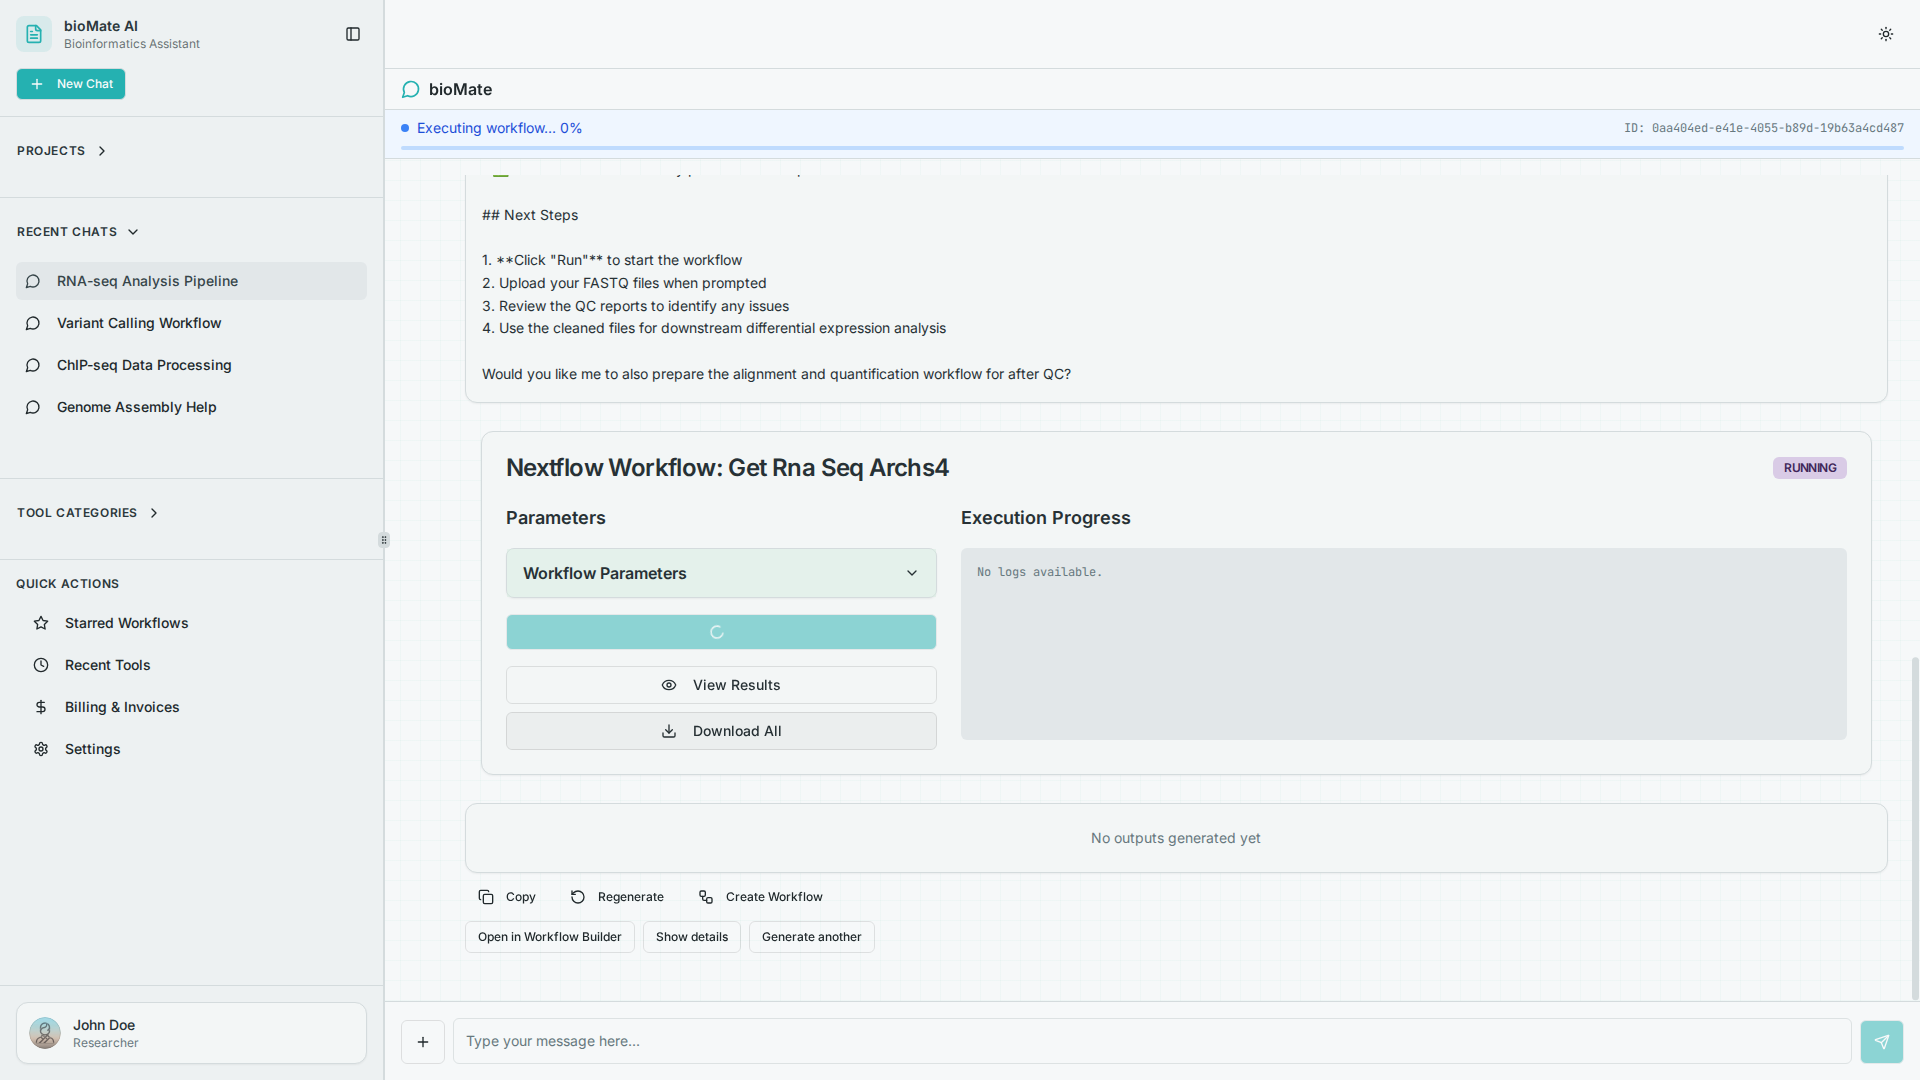 bioMate AI
Bioinformatics Assistant
New Chat
PROJECTS
RECENT CHATS
RNA-seq Analysis Pipeline
Variant Calling Workflow
ChIP-seq Data Processing
Genome Assembly Help
TOOL CATEGORIES
QUICK ACTIONS
Starred Workflows
Recent Tools
Billing & Invoices
Settings
John Doe
Researcher
bioMate
Executing workflow... 0%
ID: 0aa404ed-e41e-4055-b89d-19b63a4cd487
## Next Steps
1. **Click "Run"** to start the workflow
2. Upload your FASTQ files when prompted
3. Review the QC reports to identify any issues
4. Use the cleaned files for downstream differential expression analysis
Would you like me to also prepare the alignment and quantification workflow for after QC?
Nextflow Workflow: Get Rna Seq Archs4
RUNNING
Parameters
Workflow Parameters
View Results
Download All
Execution Progress
No logs available.
No outputs generated yet
Copy Regenerate Create Workflow
Open in Workflow Builder Show details Generate another
Type your message here...